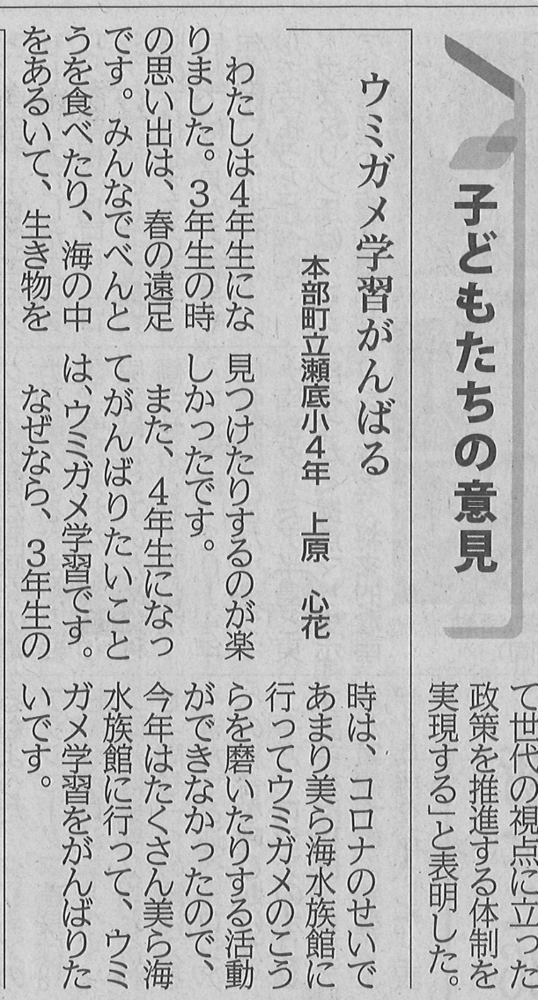 子どもたちの意見
ウミガメ学習がんばる
本部町立瀬底小4年　上原　心花
　わたしは4年生にな
りました。3年生の時
の思い出は、春の遠足
です。みんなでべんと
うを食べたり、海の中
をあるいて、生き物を
見つけたりするのが楽
しかったです。
　また、4年生になっ
てがんばりたいこと
は、ウミガメ学習です。
　なぜなら、3年生の
時は、コロナのせいで
あまり美ら海水族館に
行ってウミガメのこう
らを磨いたりする活動
ができなかったので、
今年はたくさん美ら海
水族館に行って、ウミ
ガメ学習をがんばりた
いです。
て世代の視点に立った
政策を推進する体制を
実現する」と表明した。